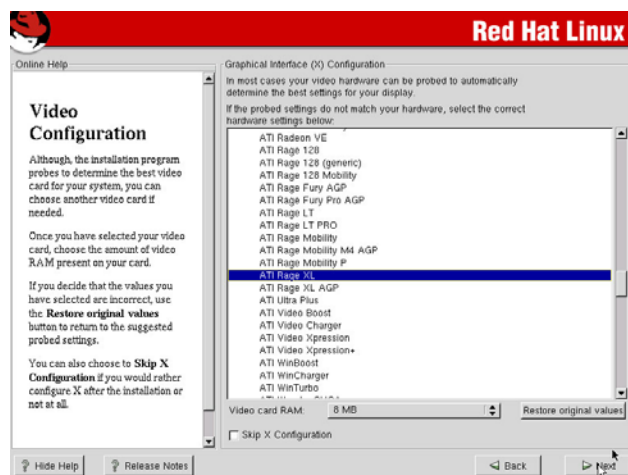 Red Hat Linux
Online Help
Video
Configuration
Although, the installation program
probes to determine the best video
card for your system, you can
choose another video card if
needed.
Once you have selected your video
card, choose the amount of video
RAM present on your card.
If you decide that the values you
have selected are incorrect, use
the Restore original values
button to return to the suggested
probed settings.
You can also choose to Skip X
Configuration if you would rather
configure X after the installation or
not at all.
Graphical Interface (X) Configuration
In most cases your video hardware can be probed to automatically
determine the best settings for your display.
If the probed settings do not match your hardware, select the correct
hardware settings below:
ATI Radeon VE
ATI Rage 128
ATI Rage 128 (generic)
ATI Rage 128 Mobility
ATI Rage Fury AGP
ATI Rage Fury Pro AGP
ATI Rage LT
ATI Rage LT PRO
ATI Rage Mobility
ATI Rage Mobility M4 AGP
ATI Rage Mobility P
ATI Rage XL
ATI Rage XL AGP
ATI Ultra Plus
ATI Video Boost
ATI Video Charger
ATI Video Xpression
ATI Video Xpression+
ATI WinBoost
ATI WinCharger
ATI WinTurbo
Video card RAM: 8 MB Restore original values
Skip X Configuration
Hide Help Release Notes Back Next